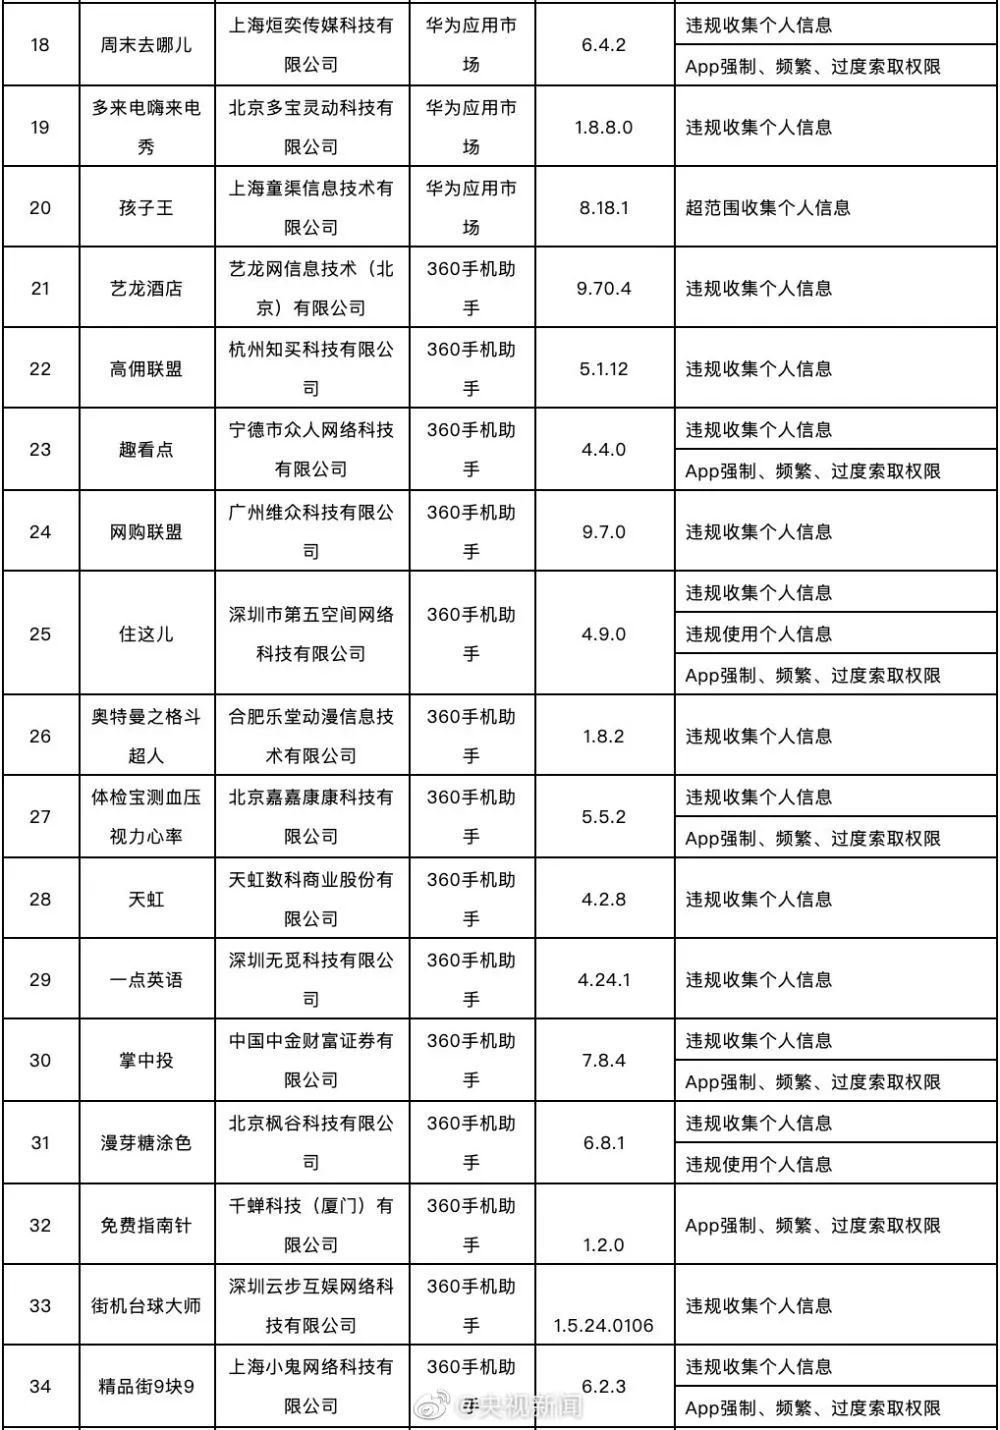 18
周末去哪儿
上海烜奕传媒科技有
限公司
华为应用市
场
6.4.2
违规收集个人信息
App强制、频繁、过度索取权限
19
多来电嗨来电
秀
北京多宝灵动科技有
限公司
华为应用市
场
1.8.8.0
违规收集个人信息
20
孩子王
上海童渠信息技术有
限公司
华为应用市
场
8.18.1
超范围收集个人信息
21
艺龙酒店
艺龙网信息技术（北
京）有限公司
360手机助
手
9.70.4
违规收集个人信息
22
高佣联盟
杭州知买科技有限公
司
360手机助
手
5.1.12
违规收集个人信息
23
趣看点
宁德市众人网络科技
有限公司
360手机助
手
4.4.0
违规收集个人信息
App强制、频繁、过度索取权限
24
网购联盟
广州维众科技有限公
司
360手机助
手
9.7.0
违规收集个人信息
25
住这儿
深圳市第五空间网络
科技有限公司
360手机助
手
4.9.0
违规收集个人信息
违规使用个人信息
App强制、频繁、过度索取权限
26
奥特曼之格斗
超人
合肥乐堂动漫信息技
术有限公司
360手机助
手
1.8.2
违规收集个人信息
27
体检宝测血压
视力心率
北京嘉嘉康康科技有
限公司
360手机助
手
5.5.2
违规收集个人信息
App强制、频繁、过度索取权限
28
天虹
天虹数科商业股份有
限公司
360手机助
手
4.2.8
违规收集个人信息
29
一点英语
深圳无觅科技有限公
司
360手机助
手
4.24.1
违规收集个人信息
30
掌中投
中国中金财富证券有
限公司
360手机助
手
7.8.4
违规收集个人信息
App强制、频繁、过度索取权限
31
漫芽糖涂色
北京枫谷科技有限公
司
360手机助
手
6.8.1
违规收集个人信息
违规使用个人信息
32
免费指南针
千蝉科技（厦门）有
限公司
360手机助
手
1.2.0
App强制、频繁、过度索取权限
33
街机台球大师
深圳云步互娱网络科
技有限公司
360手机助
手
1.5.24.0106
违规收集个人信息
34
精品街9块9
上海小鬼网络科技有
限公司
360手机助
手
6.2.3
违规收集个人信息
App强制、频繁、过度索取权限
@央视新闻